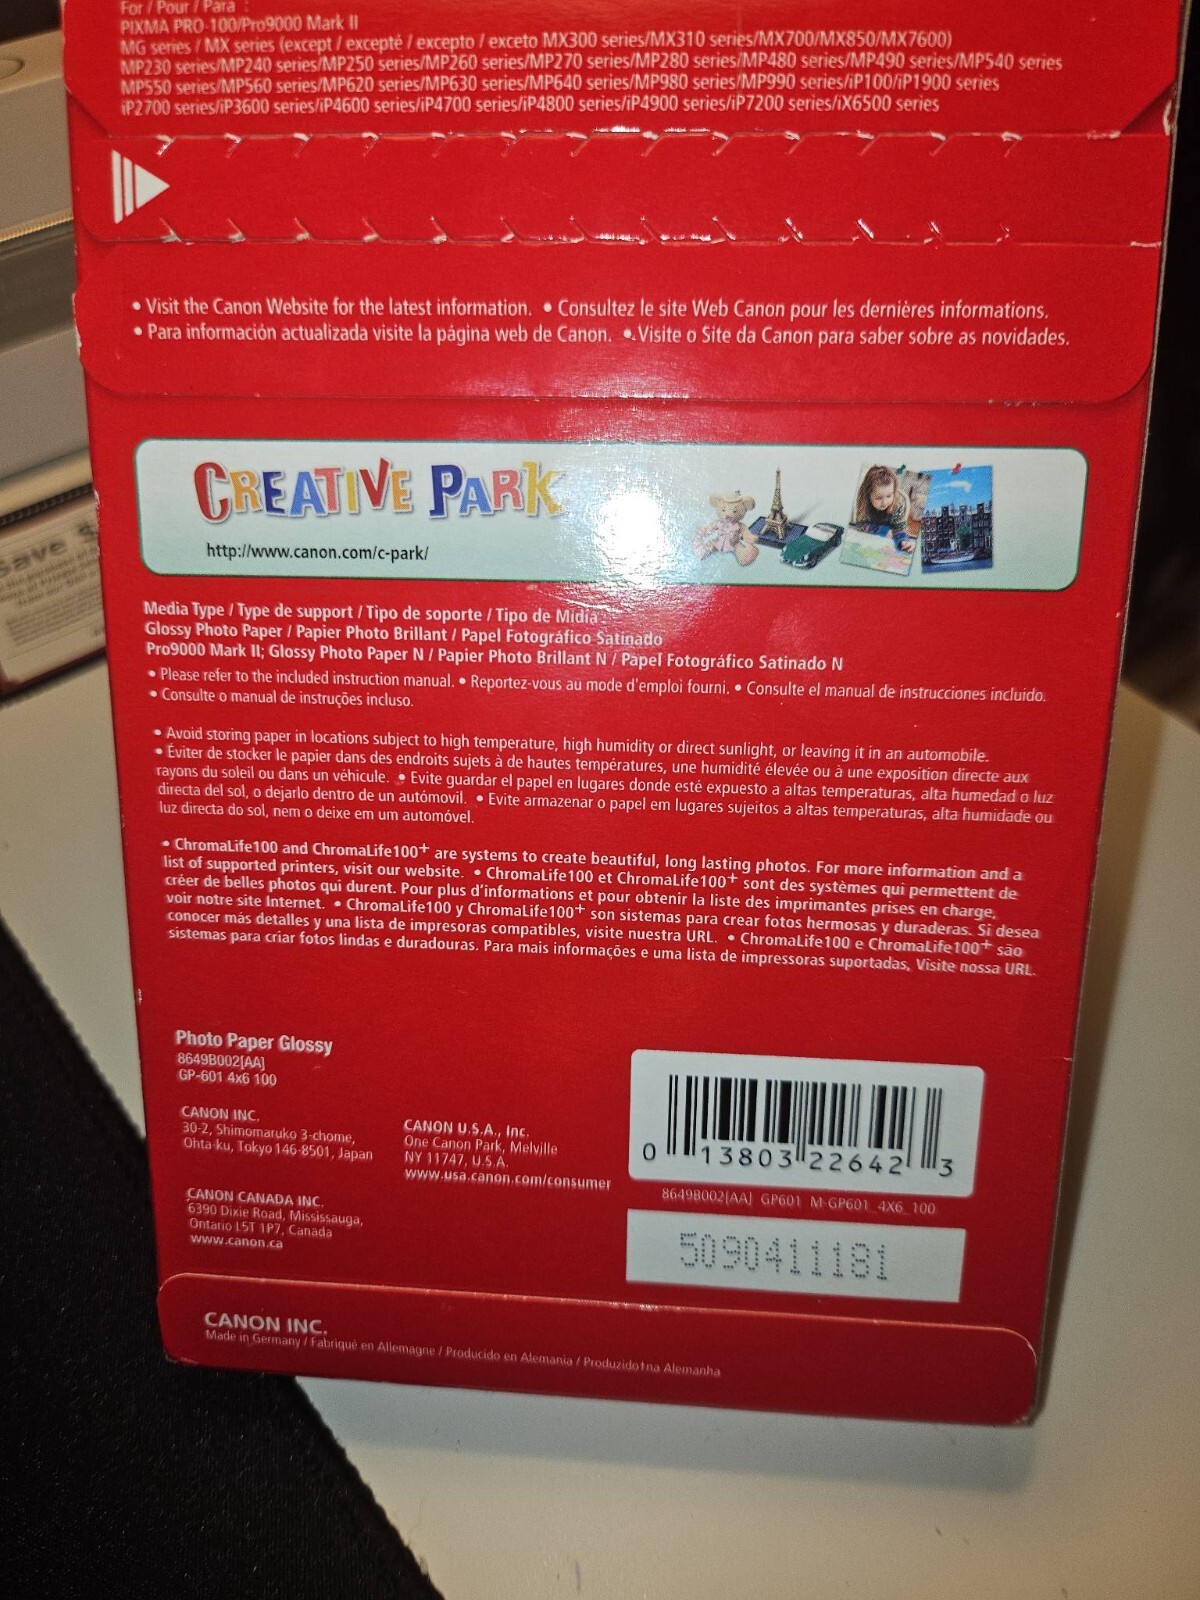 For / Pour / Para :
PIXMA PRO-100/Pro9000 Mark II
MG series / MX series (except / excepté / excepto / exceto MX300 series/MX310 series/MX700/MX850/MX7600)
MP230 series/MP240 series/MP250 series/MP260 series/MP270 series/MP280 series/MP480 series/MP490 series/MP540 series
MP550 series/MP560 series/MP620 series/MP630 series/MP640 series/MP980 series/MP990 series/iP100/iP1900 series
iP2700 series/iP3600 series/iP4600 series/iP4700 series/iP4800 series/iP4900 series/iP7200 series/iX6500 series
• Visit the Canon Website for the latest information. • Consultez le site Web Canon pour les dernières informations.
• Para información actualizada visite la página web de Canon. • Visite o Site da Canon para saber sobre as novidades.
CREATIVE PARK
http://www.canon.com/c-park/
Media Type / Type de support / Tipo de soporte / Tipo de Mídia :
Glossy Photo Paper / Papier Photo Brillant / Papel Fotográfico Satinado
Pro9000 Mark II; Glossy Photo Paper N / Papier Photo Brillant N / Papel Fotográfico Satinado N
• Please refer to the included instruction manual. • Reportez-vous au mode d'emploi fourni. • Consulte el manual de instrucciones incluido.
• Consulte o manual de instruções incluso.
• Avoid storing paper in locations subject to high temperature, high humidity or direct sunlight, or leaving it in an automobile.
• Éviter de stocker le papier dans des endroits sujets à de hautes températures, une humidité élevée ou à une exposition directe aux
rayons du soleil ou dans un véhicule. • Evite guardar el papel en lugares donde esté expuesto a altas temperaturas, alta humedad o luz
directa del sol, o dejarlo dentro de un autómovil. • Evite armazenar o papel em lugares sujeitos a altas temperaturas, alta humidade ou
luz directa do sol, nem o deixe em um automóvel.
• ChromaLife100 and ChromaLife100+ are systems to create beautiful, long lasting photos. For more information and a
list of supported printers, visit our website. • ChromaLife100 et ChromaLife100+ sont des systèmes qui permettent de
créer de belles photos qui durent. Pour plus d'informations et pour obtenir la liste des imprimantes prises en charge,
voir notre site Internet. • ChromaLife100 y ChromaLife100+ son sistemas para crear fotos hermosas y duraderas. Si desea
conocer más detalles y una lista de impresoras compatibles, visite nuestra URL. • ChromaLife100 e ChromaLife100+ são
sistemas para criar fotos lindas e duradouras. Para mais informações e uma lista de impressoras suportadas, Visite nossa URL.
Photo Paper Glossy
8649B002[AA]
GP-601 4x6 100
CANON INC.
30-2, Shimomaruko 3-chome,
Ohta-ku, Tokyo 146-8501, Japan
CANON U.S.A., Inc.
One Canon Park, Melville
NY 11747, U.S.A.
www.usa.canon.com/consumer
CANON CANADA INC.
6390 Dixie Road, Mississauga,
Ontario L5T 1P7, Canada
www.canon.ca
0 13803 22642 3
8649B002[AA] GP601 M-GP601_4X6_100
5090411181
CANON INC.
Made in Germany / Fabriqué en Allemagne / Producido en Alemania / Produzido na Alemanha